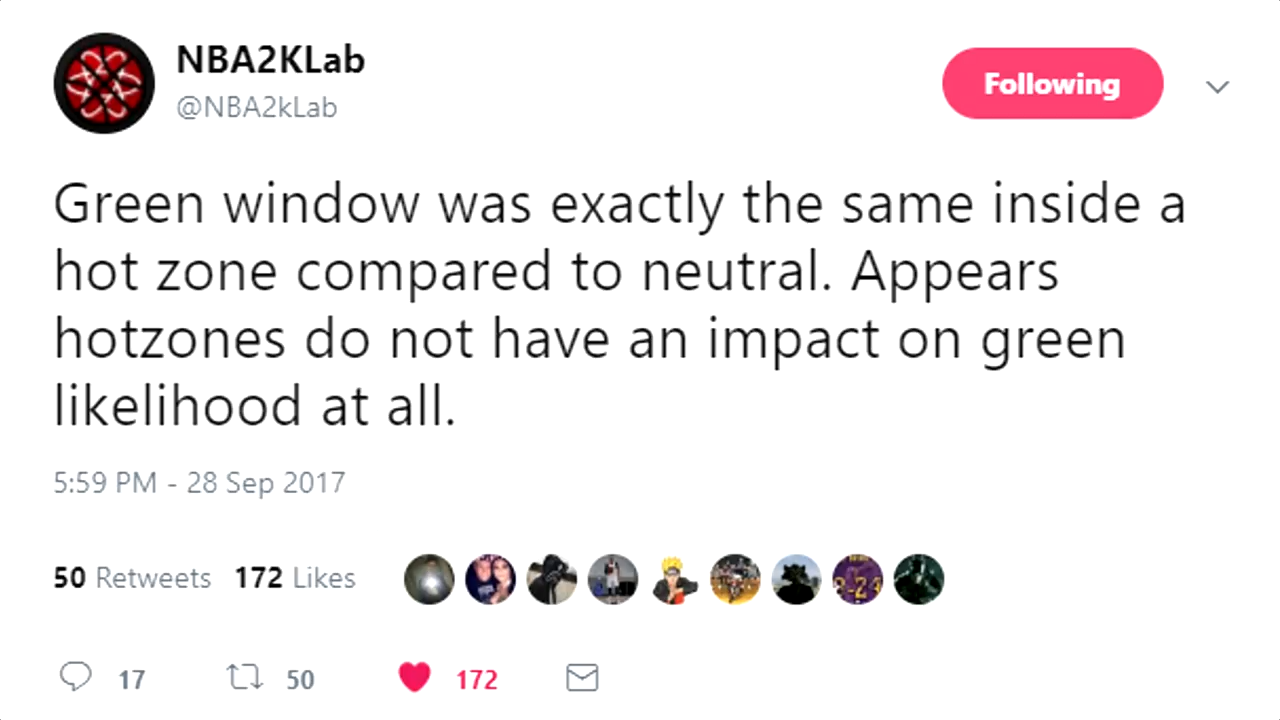 NBA2KLab
@NBA2kLab
Following
Green window was exactly the same inside a
hot zone compared to neutral. Appears
hotzones do not have an impact on green
likelihood at all.
5:59 PM - 28 Sep 2017
50 Retweets 172 Likes
17 50 172